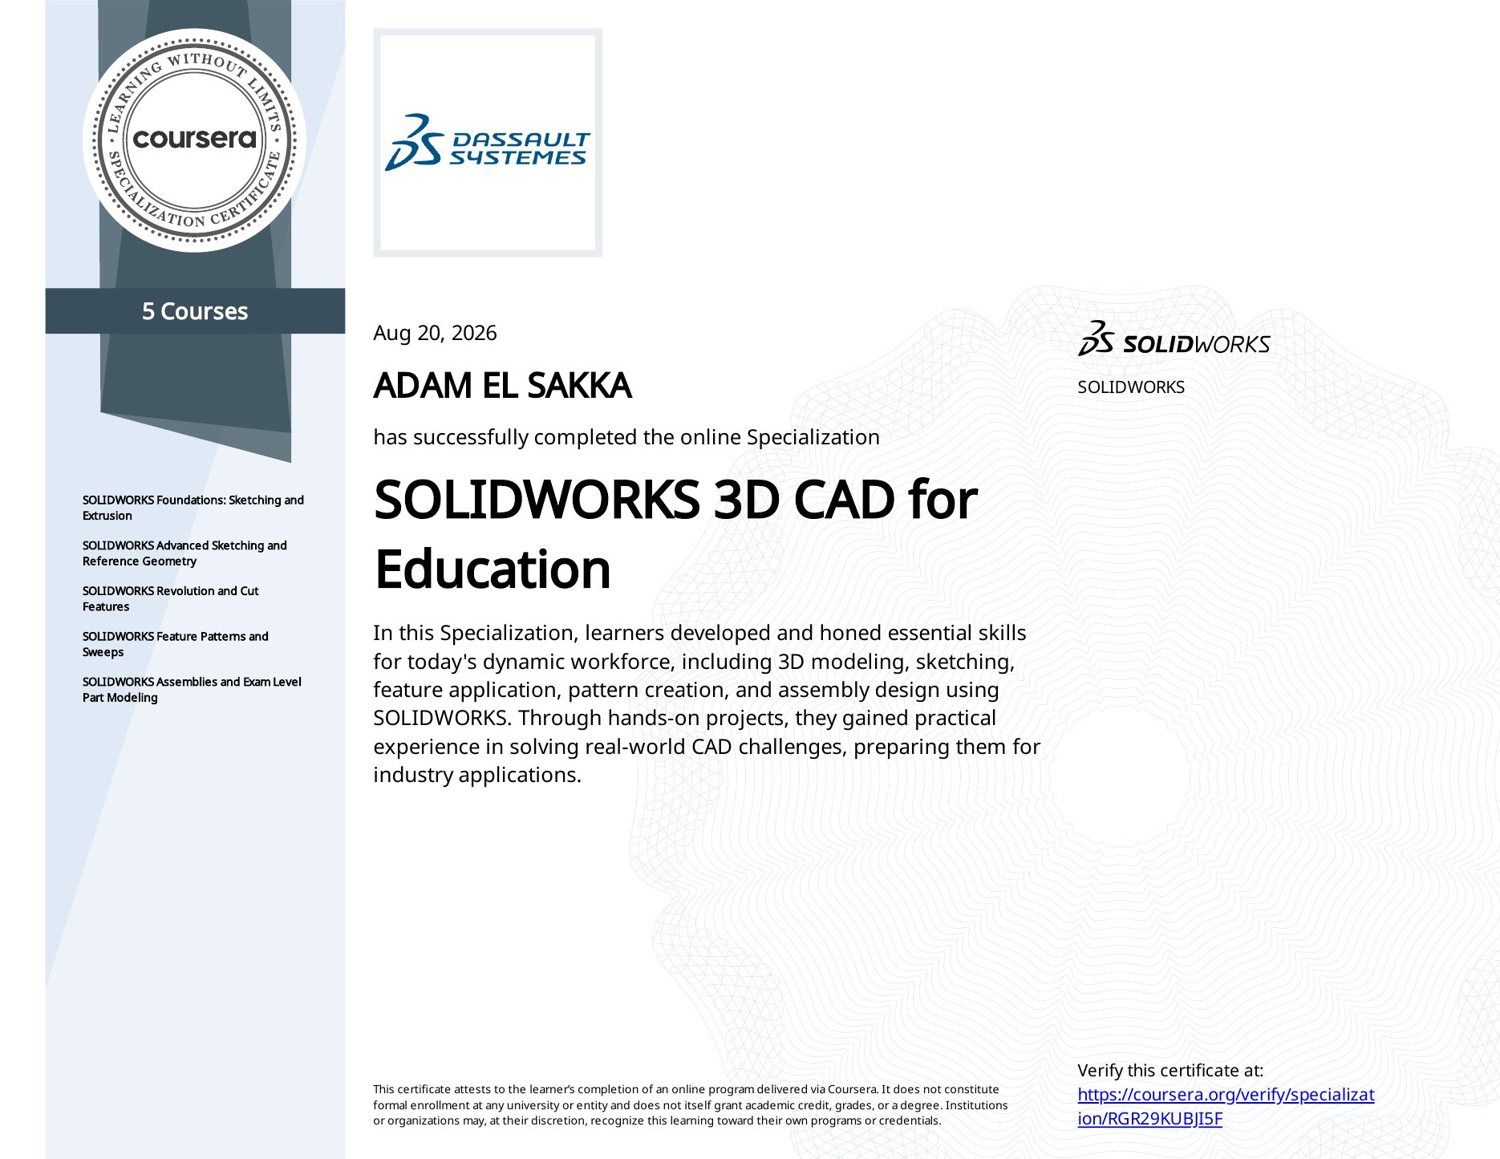 LEARNING WITHOUT LIMITS
coursera
SPECIALIZATION CERTIFICATE
5 Courses
SOLIDWORKS Foundations: Sketching and
Extrusion
SOLIDWORKS Advanced Sketching and
Reference Geometry
SOLIDWORKS Revolution and Cut
Features
SOLIDWORKS Feature Patterns and
Sweeps
SOLIDWORKS Assemblies and Exam Level
Part Modeling
DASSAULT
SYSTEMES
Aug 20, 2026
ADAM EL SAKKA
has successfully completed the online Specialization
SOLIDWORKS 3D CAD for
Education
In this Specialization, learners developed and honed essential skills
for today's dynamic workforce, including 3D modeling, sketching,
feature application, pattern creation, and assembly design using
SOLIDWORKS. Through hands-on projects, they gained practical
experience in solving real-world CAD challenges, preparing them for
industry applications.
SOLIDWORKS
SOLIDWORKS
This certificate attests to the learner’s completion of an online program delivered via Coursera. It does not constitute
formal enrollment at any university or entity and does not itself grant academic credit, grades, or a degree. Institutions
or organizations may, at their discretion, recognize this learning toward their own programs or credentials.
Verify this certificate at:
https://coursera.org/verify/specializat
ion/RGR29KUBJI5F